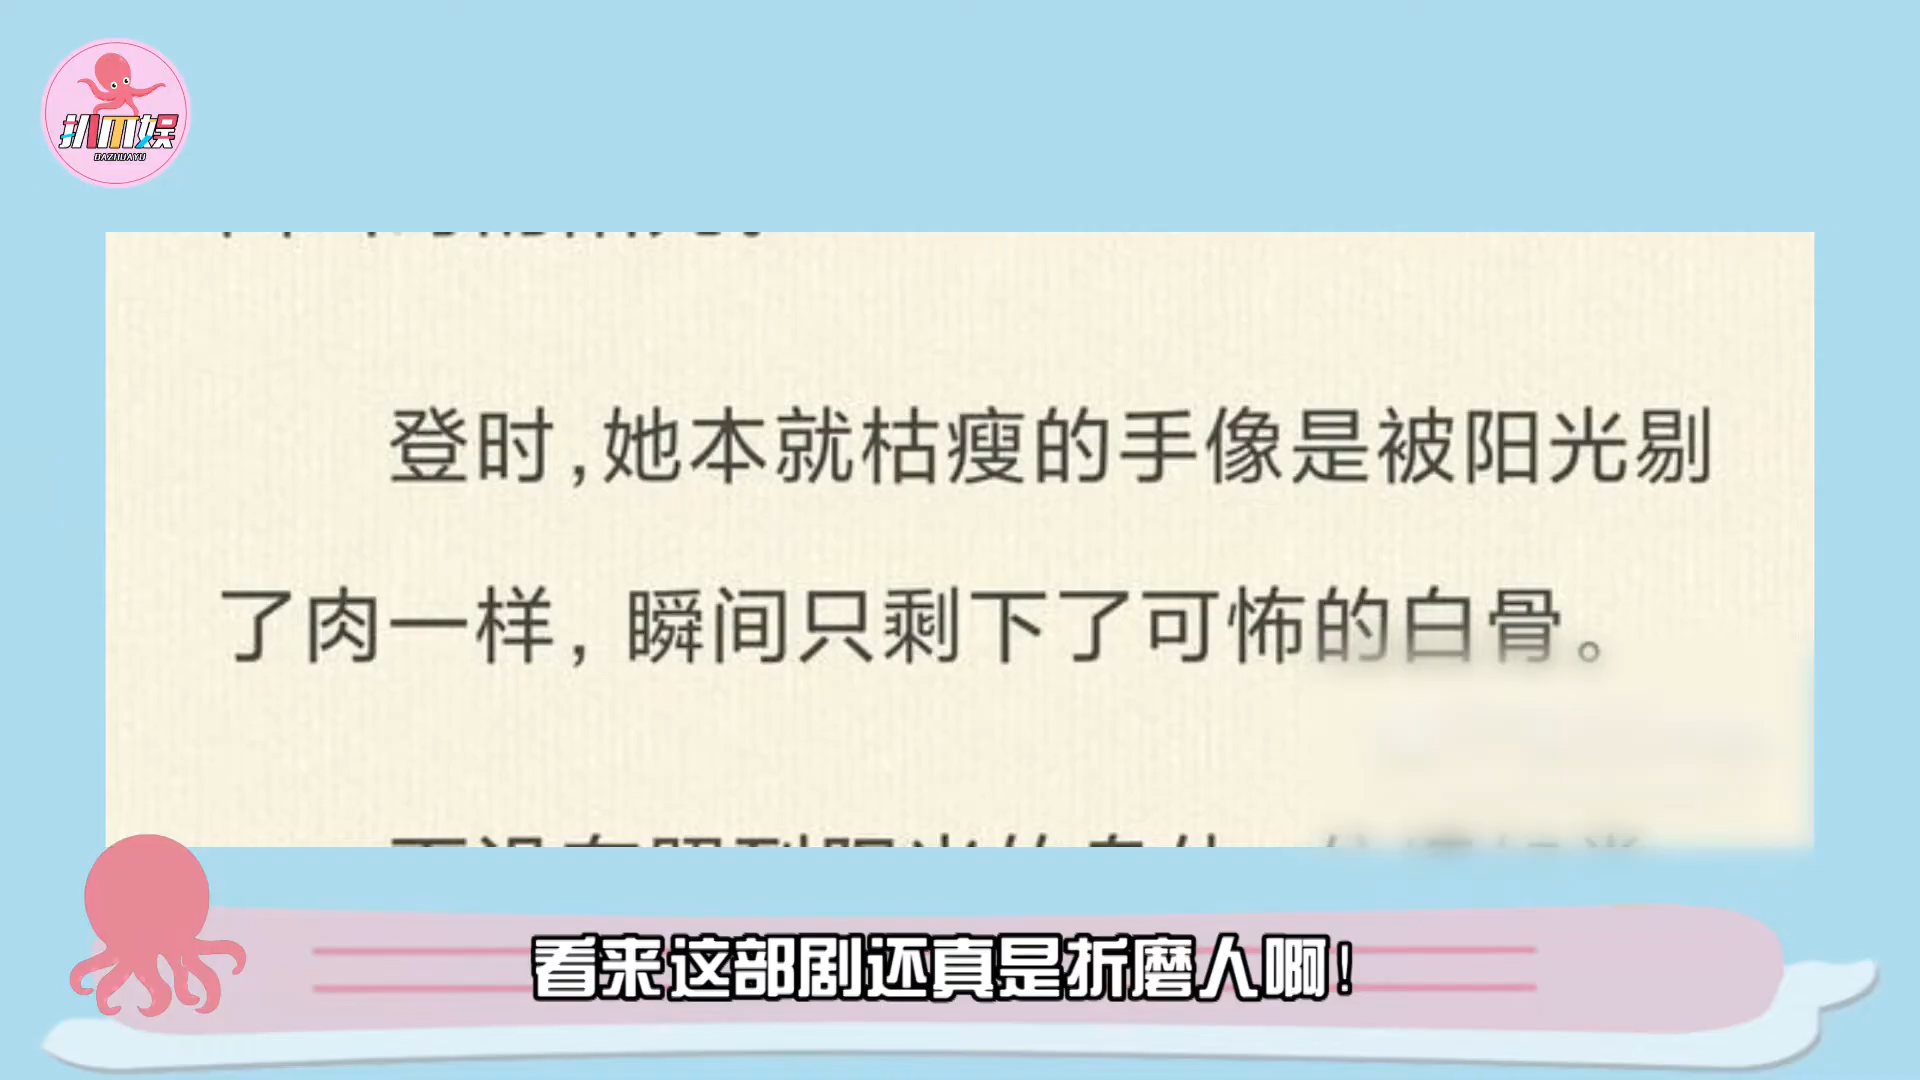 扒爪娱
DAZHUAYU
登时,她本就枯瘦的手像是被阳光剔
了肉一样,瞬间只剩下了可怖的白骨。
看来这部剧还真是折磨人啊!